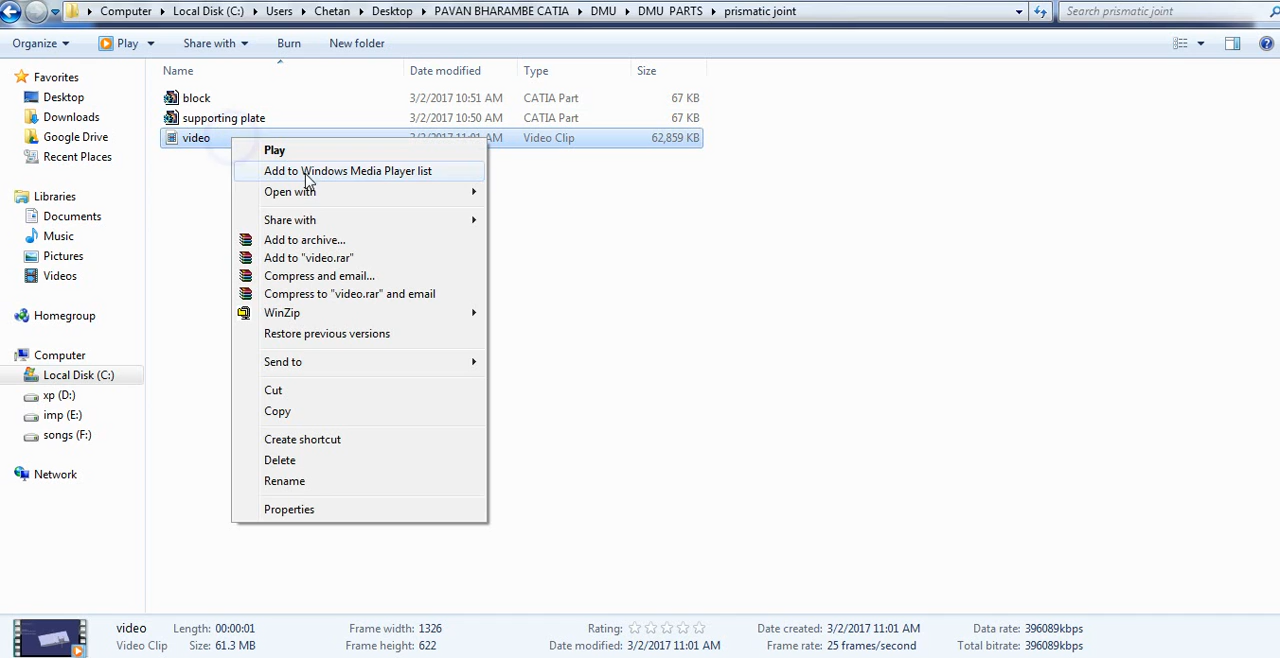 Computer ▸ Local Disk (C:) ▸ Users ▸ Chetan ▸ Desktop ▸ PAVAN BHARAMBE CATIA ▸ DMU ▸ DMU PARTS ▸ prismatic joint
Search prismatic joint
Organize Play Share with Burn New folder
Name Date modified Type Size
block 3/2/2017 10:51 AM CATIA Part 67 KB
supporting plate 3/2/2017 10:50 AM CATIA Part 67 KB
video 3/2/2017 11:01 AM Video Clip 62,859 KB
Favorites
Desktop
Downloads
Google Drive
Recent Places
Libraries
Documents
Music
Pictures
Videos
Homegroup
Computer
Local Disk (C:)
xp (D:)
imp (E:)
songs (F:)
Network
Play
Add to Windows Media Player list
Open with
Share with
Add to archive...
Add to "video.rar"
Compress and email...
Compress to "video.rar" and email
WinZip
Restore previous versions
Send to
Cut
Copy
Create shortcut
Delete
Rename
Properties
video Length: 00:00:01 Frame width: 1326 Rating: Date created: 3/2/2017 11:01 AM Data rate: 396089kbps
Video Clip Size: 61.3 MB Frame height: 622 Date modified: 3/2/2017 11:01 AM Frame rate: 25 frames/second Total bitrate: 396089kbps